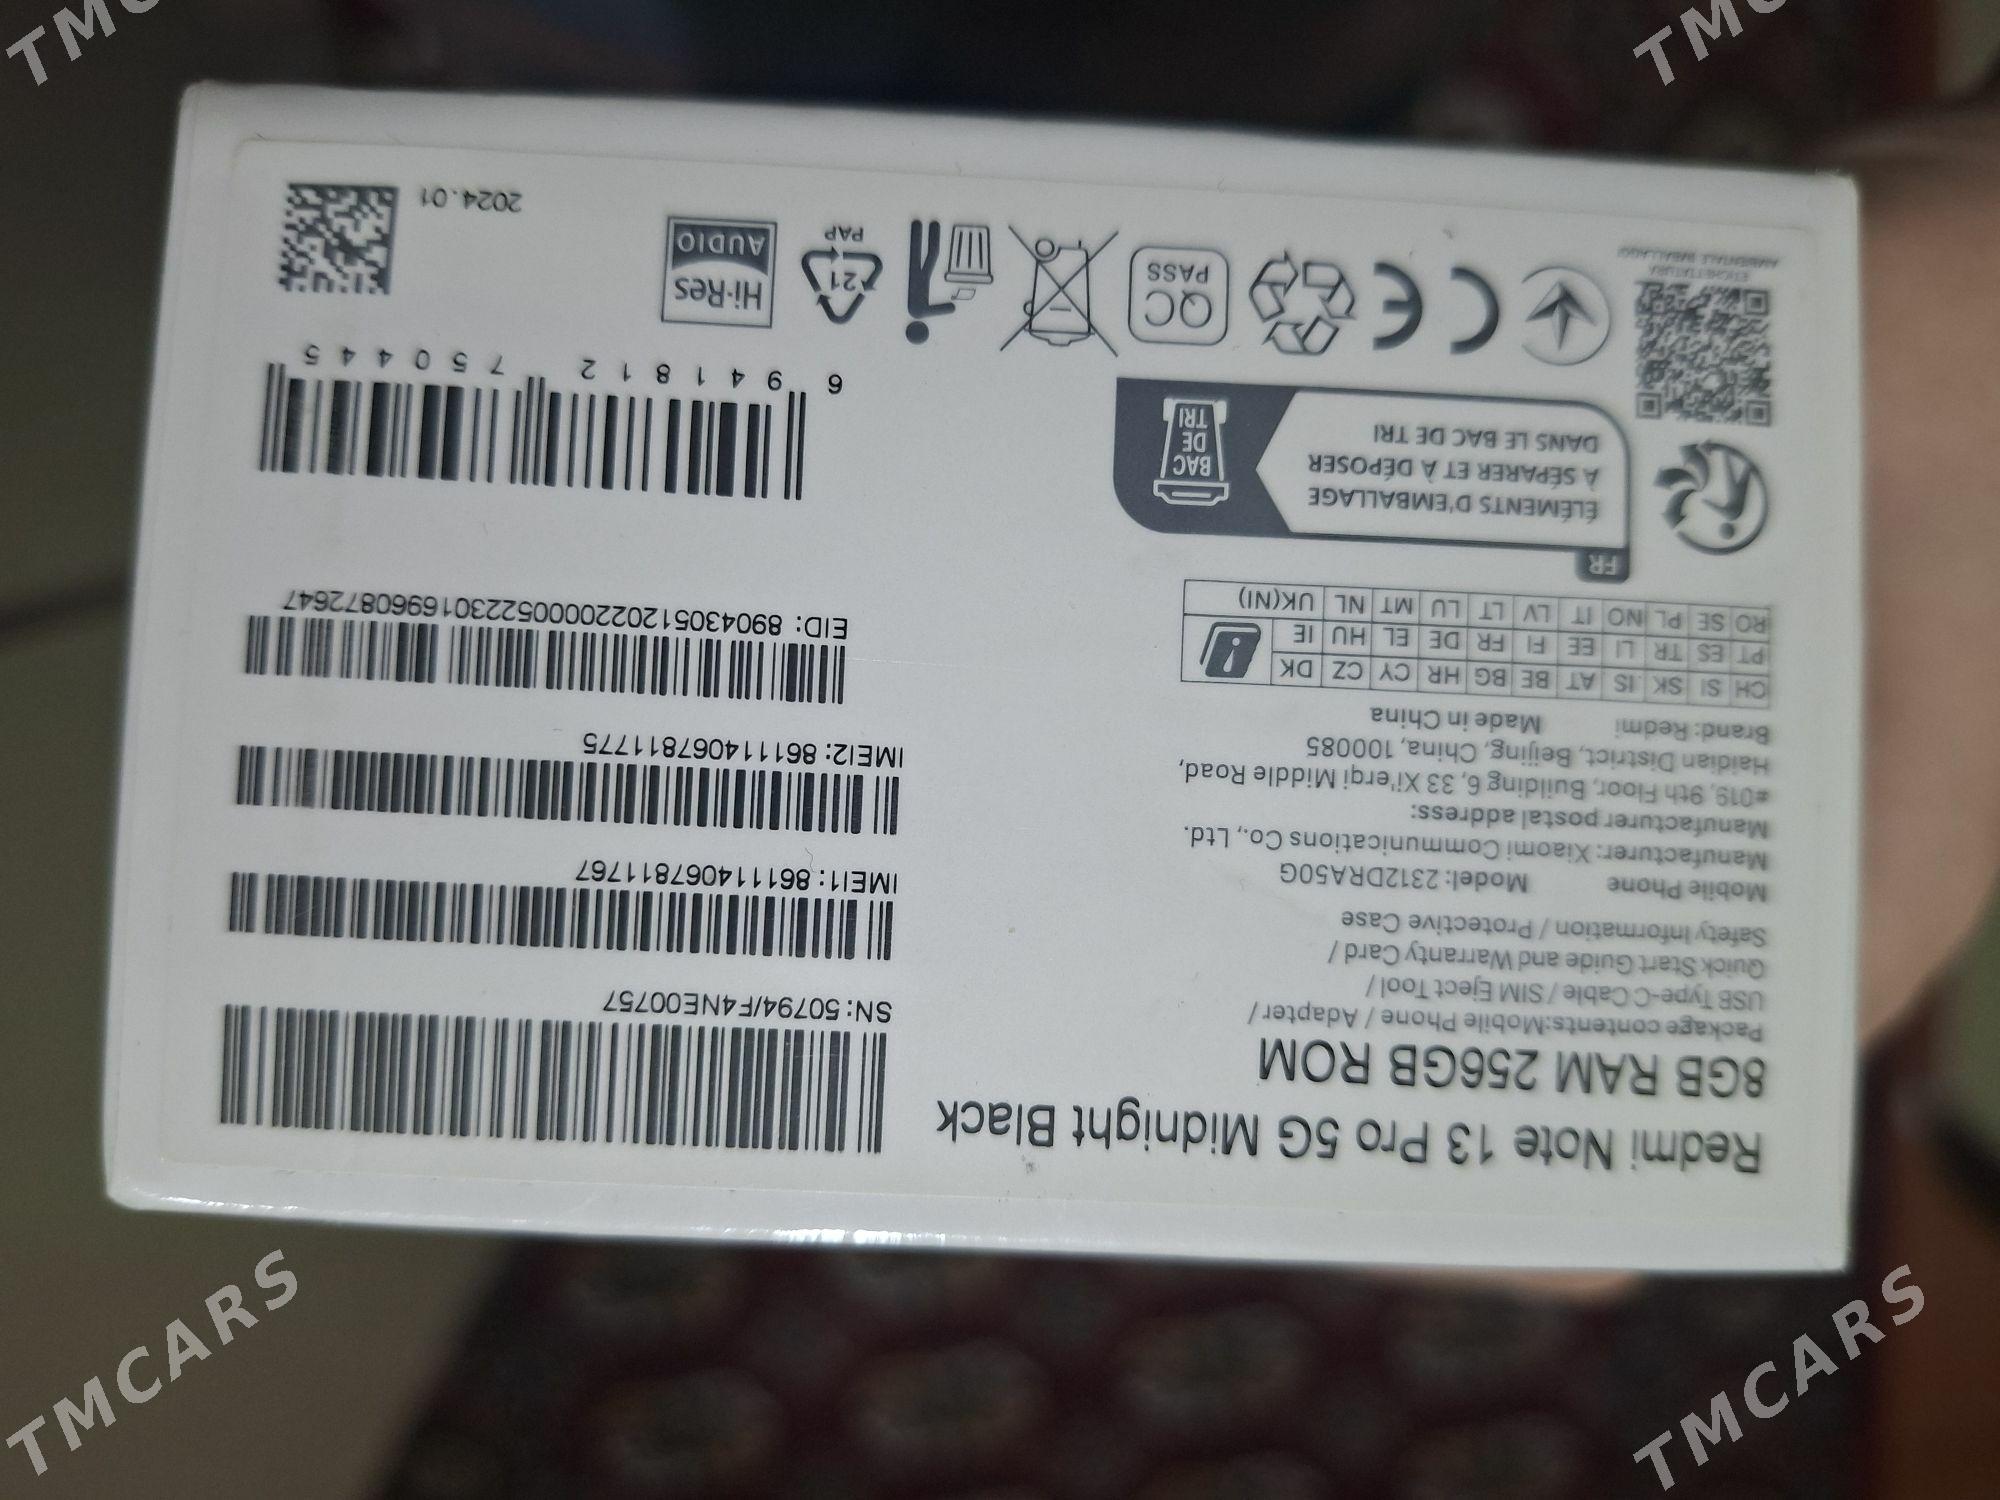 Redmi Note 13 Pro 5G Midnight Black
8GB RAM 256GB ROM
Package contents:Mobile Phone / Adapter /
USB Type-C Cable / SIM Eject Tool /
Quick Start Guide and Warranty Card /
Safety Information / Protective Case
Mobile Phone Model: 2312DRA50G
Manufacturer: Xiaomi Communications Co., Ltd.
Manufacturer postal address:
#019, 9th Floor, Building 6, 33 Xi'erqi Middle Road,
Haidian District, Beijing, China, 100085
Brand: Redmi Made in China
CH SI SK IS AT BE BG HR CY CZ DK
PT ES TR LI EE FI FR DE EL HU IE
RO SE PL NO IT LV LT LU MT NL UK(NI)
FR
ÉLÉMENTS D'EMBALLAGE
À SÉPARER ET À DÉPOSER
DANS LE BAC DE TRI
BAC
DE
TRI
ETICHETTATURA
AMBIENTALE IMBALLAGGI
CE
QC
PASS
21
PAP
Hi-Res
AUDIO
2024.01
SN: 50794/F4NE00757
IMEI1: 861114067811767
IMEI2: 861114067811775
EID: 89043051202200005223016960872647
6 941812 750445
TMCARS
TMCARS
TMC
TMC